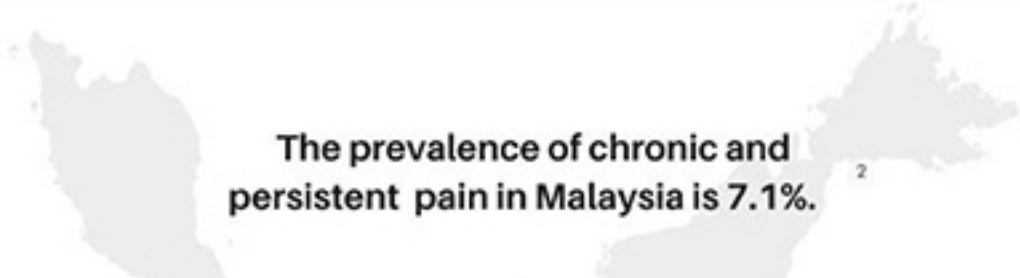 The prevalence of chronic and
persistent pain in Malaysia is 7.1%.
2